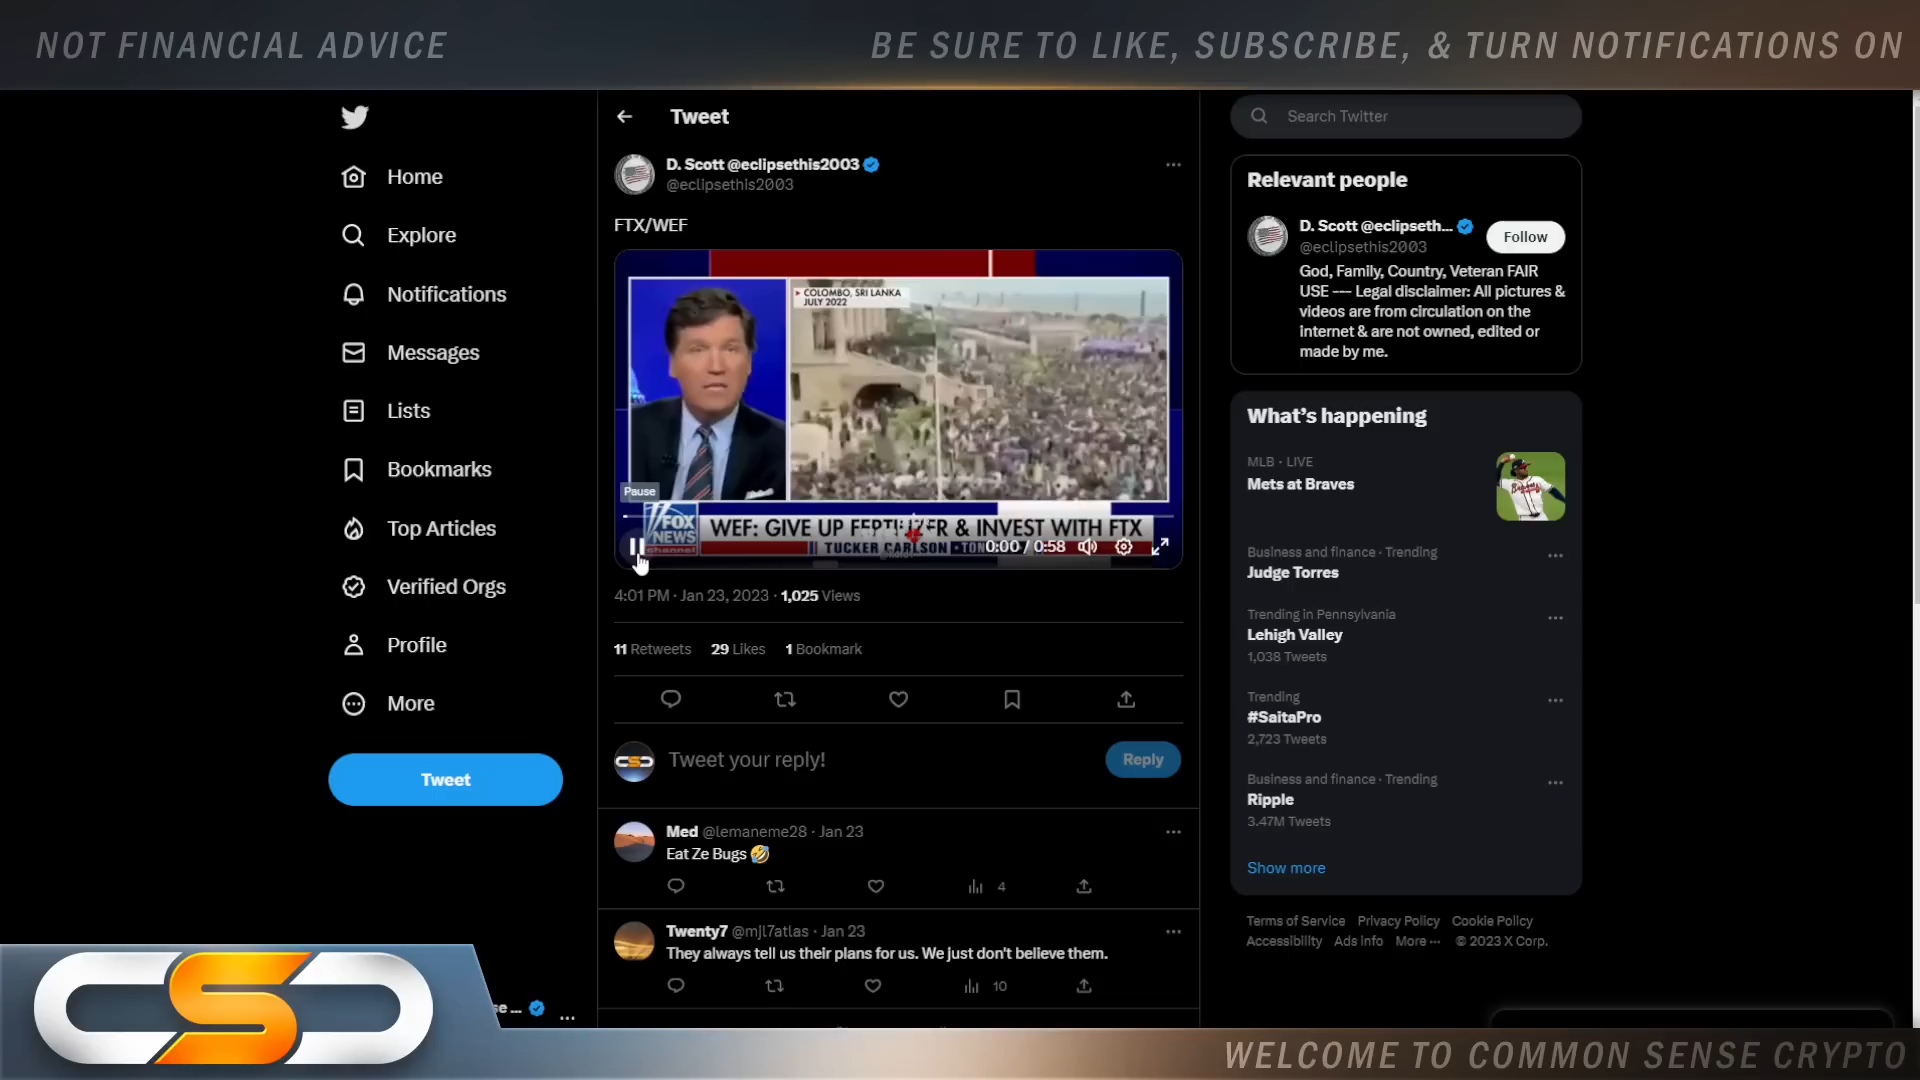 NOT FINANCIAL ADVICE
BE SURE TO LIKE, SUBSCRIBE, & TURN NOTIFICATIONS ON
Home
Explore
Notifications
Messages
Lists
Bookmarks
Top Articles
Verified Orgs
Profile
More
Tweet
Tweet
D. Scott @eclipsethis2003
@eclipsethis2003
FTX/WEF
COLOMBO, SRI LANKA
JULY 2022
Pause
FOX
NEWS
channel
WEF: GIVE UP FERTILIZER & INVEST WITH FTX
TUCKER CARLSON
0:00 / 0:58
4:01 PM · Jan 23, 2023 · 1,025 Views
11 Retweets 29 Likes 1 Bookmark
CSC
Tweet your reply!
Reply
Med @lemaneme28 · Jan 23
Eat Ze Bugs 🤣
4
Twenty7 @mjl7atlas · Jan 23
They always tell us their plans for us. We just don't believe them.
10
Search Twitter
Relevant people
D. Scott @eclipseth...
@eclipsethis2003
Follow
God, Family, Country, Veteran FAIR
USE --- Legal disclaimer: All pictures &
videos are from circulation on the
internet & are not owned, edited or
made by me.
What's happening
MLB · LIVE
Mets at Braves
Business and finance · Trending
Judge Torres
Trending in Pennsylvania
Lehigh Valley
1,038 Tweets
Trending
#SaitaPro
2,723 Tweets
Business and finance · Trending
Ripple
3.47M Tweets
Show more
Terms of Service Privacy Policy Cookie Policy
Accessibility Ads info More ··· © 2023 X Corp.
CSC
se ...
WELCOME TO COMMON SENSE CRYPTO